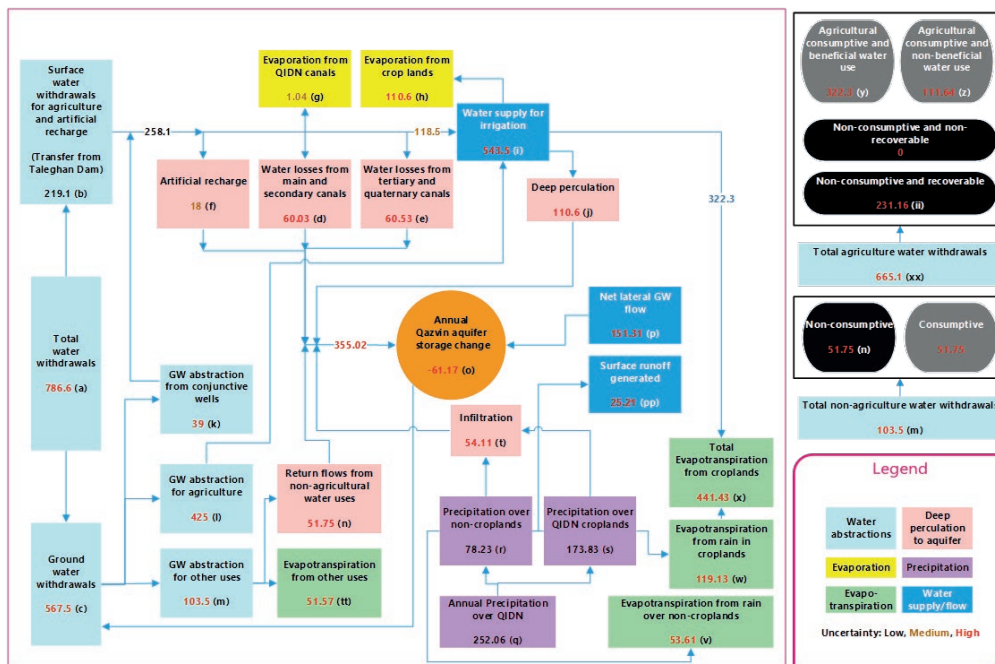 Surface
water
withdrawals
for agriculture
and artificial
recharge
(Transfer from
Taleghan Dam)
219.1 (b)
258.1
Evaporation from
QIDN canals
1.04 (g)
Evaporation from
crop lands
110.6 (h)
118.5
Water supply for
irrigation
543.5 (i)
Artificial recharge
18 (f)
Water losses from
main and
secondary canals
60.03 (d)
Water losses from
tertiary and
quaternary canals
60.53 (e)
Deep perculation
110.6 (j)
322.3
Total
water
withdrawals
786.6 (a)
GW abstraction
from conjunctive
wells
39 (k)
355.02
Annual
Qazvin aquifer
storage change
-61.17 (o)
Net lateral GW
flow
151.31 (p)
Surface runoff
generated
25.21 (pp)
Infiltration
54.11 (t)
GW abstraction
for agriculture
425 (l)
Return flows from
non-agricultural
water uses
51.75 (n)
Total
Evapotranspiration
from croplands
441.43 (x)
Precipitation over
non-croplands
78.23 (r)
Precipitation over
QIDN croplands
173.83 (s)
Evapotranspiration
from rain in
croplands
119.13 (w)
Ground
water
withdrawals
567.5 (c)
GW abstraction
for other uses
103.5 (m)
Evapotranspiration
from other uses
51.57 (tt)
Annual Precipitation
over QIDN
252.06 (q)
Evapotranspiration from rain
over non-croplands
53.61 (v)
Agricultural
consumptive and
beneficial water
use
322.3 (y)
Agricultural
consumptive and
non-beneficial
water use
111.64 (z)
Non-consumptive and non-
recoverable
0
Non-consumptive and recoverable
231.16 (ii)
Total agriculture water withdrawals
665.1 (xx)
Non-consumptive
51.75 (n)
Consumptive
51.75
Total non-agriculture water withdrawals
103.5 (m)
Legend
Water
abstractions
Deep
perculation
to aquifer
Evaporation
Precipitation
Evapo-
transpiration
Water
supply/flow
Uncertainty: Low, Medium, High